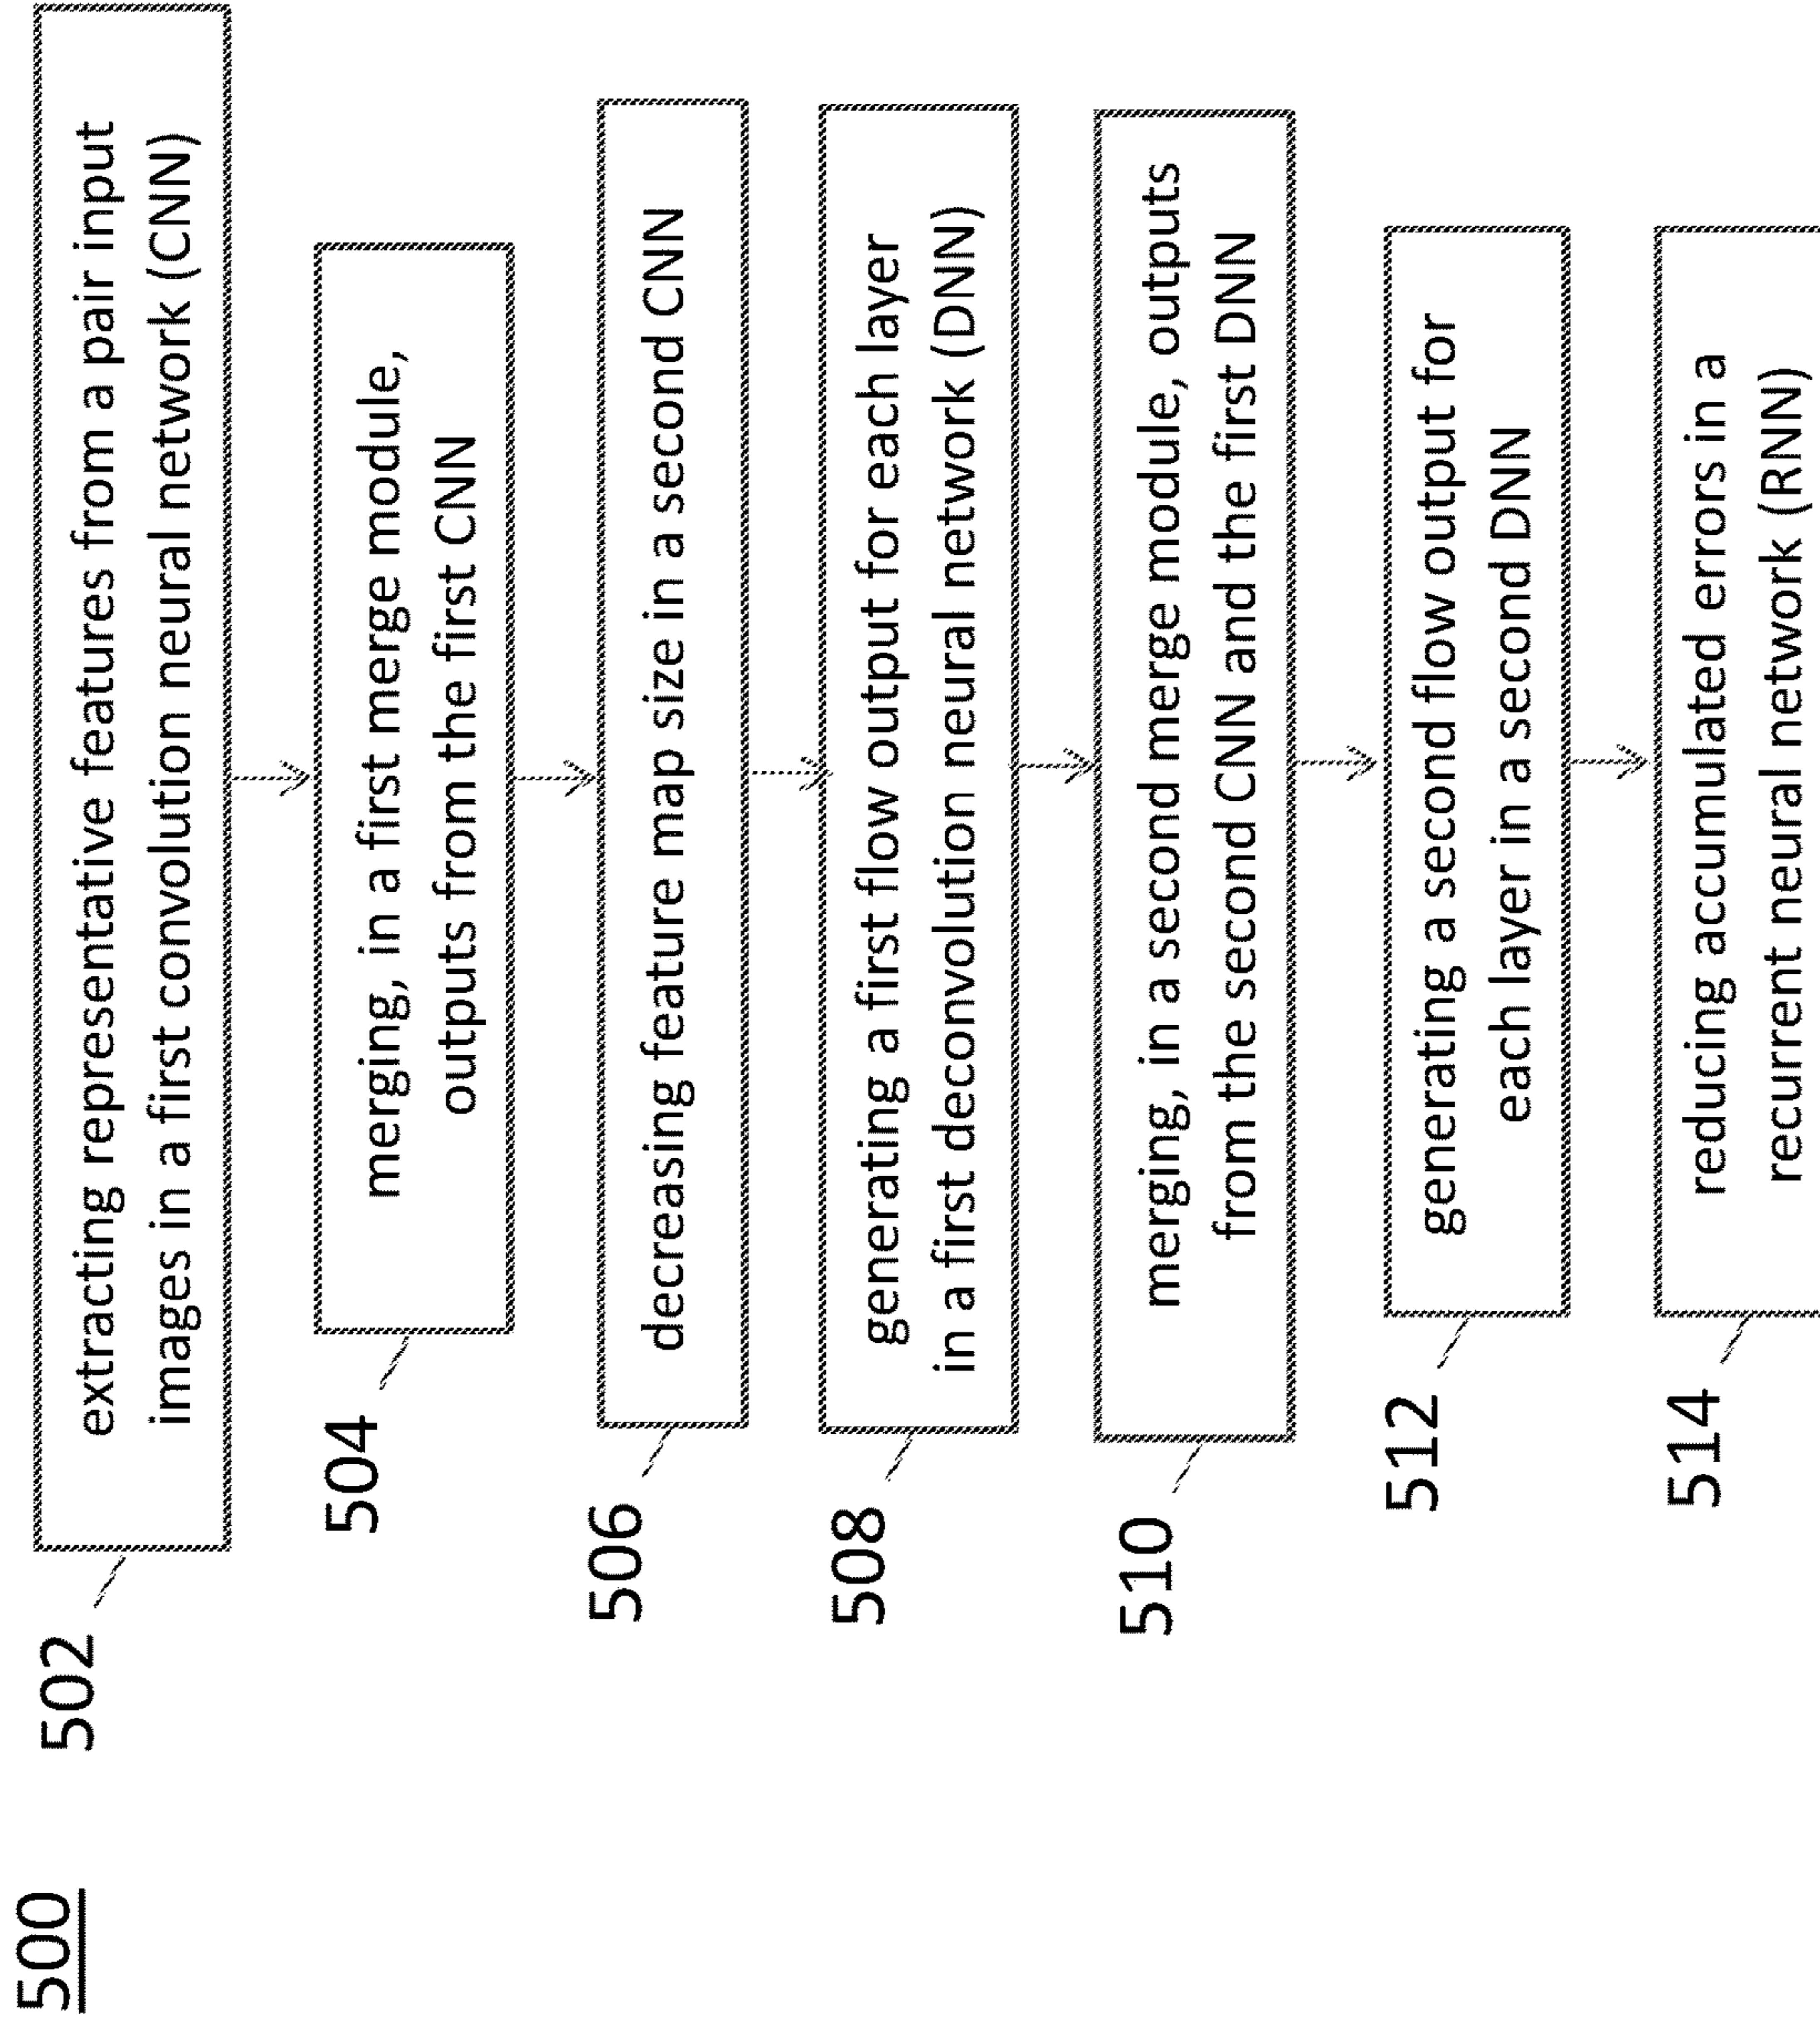 500
502
extracting representative features from a pair input
images in a first convolution neural network (CNN)
504
merging, in a first merge module,
outputs from the first CNN
506
decreasing feature map size in a second CNN
508
generating a first flow output for each layer
in a first deconvolution neural network (DNN)
510
merging, in a second merge module, outputs
from the second CNN and the first DNN
512
generating a second flow output for
each layer in a second DNN
514
reducing accumulated errors in a
recurrent neural network (RNN)